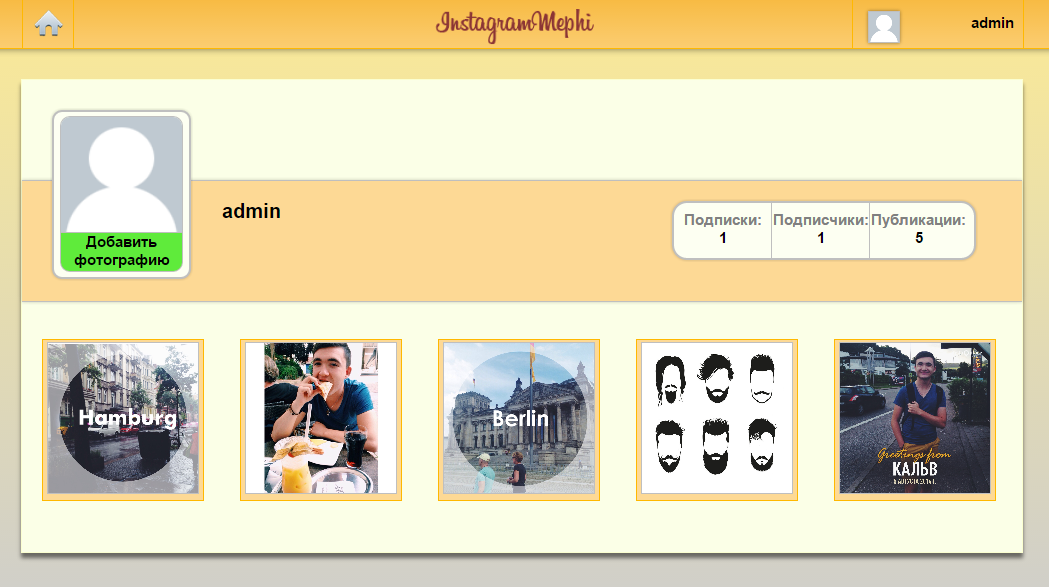 InstagramMephi
admin
admin
Добавить
фотографию
Подписки:
1
Подписчики:
1
Публикации:
5
Hamburg
Berlin
Greetings from
КАЛЬВ